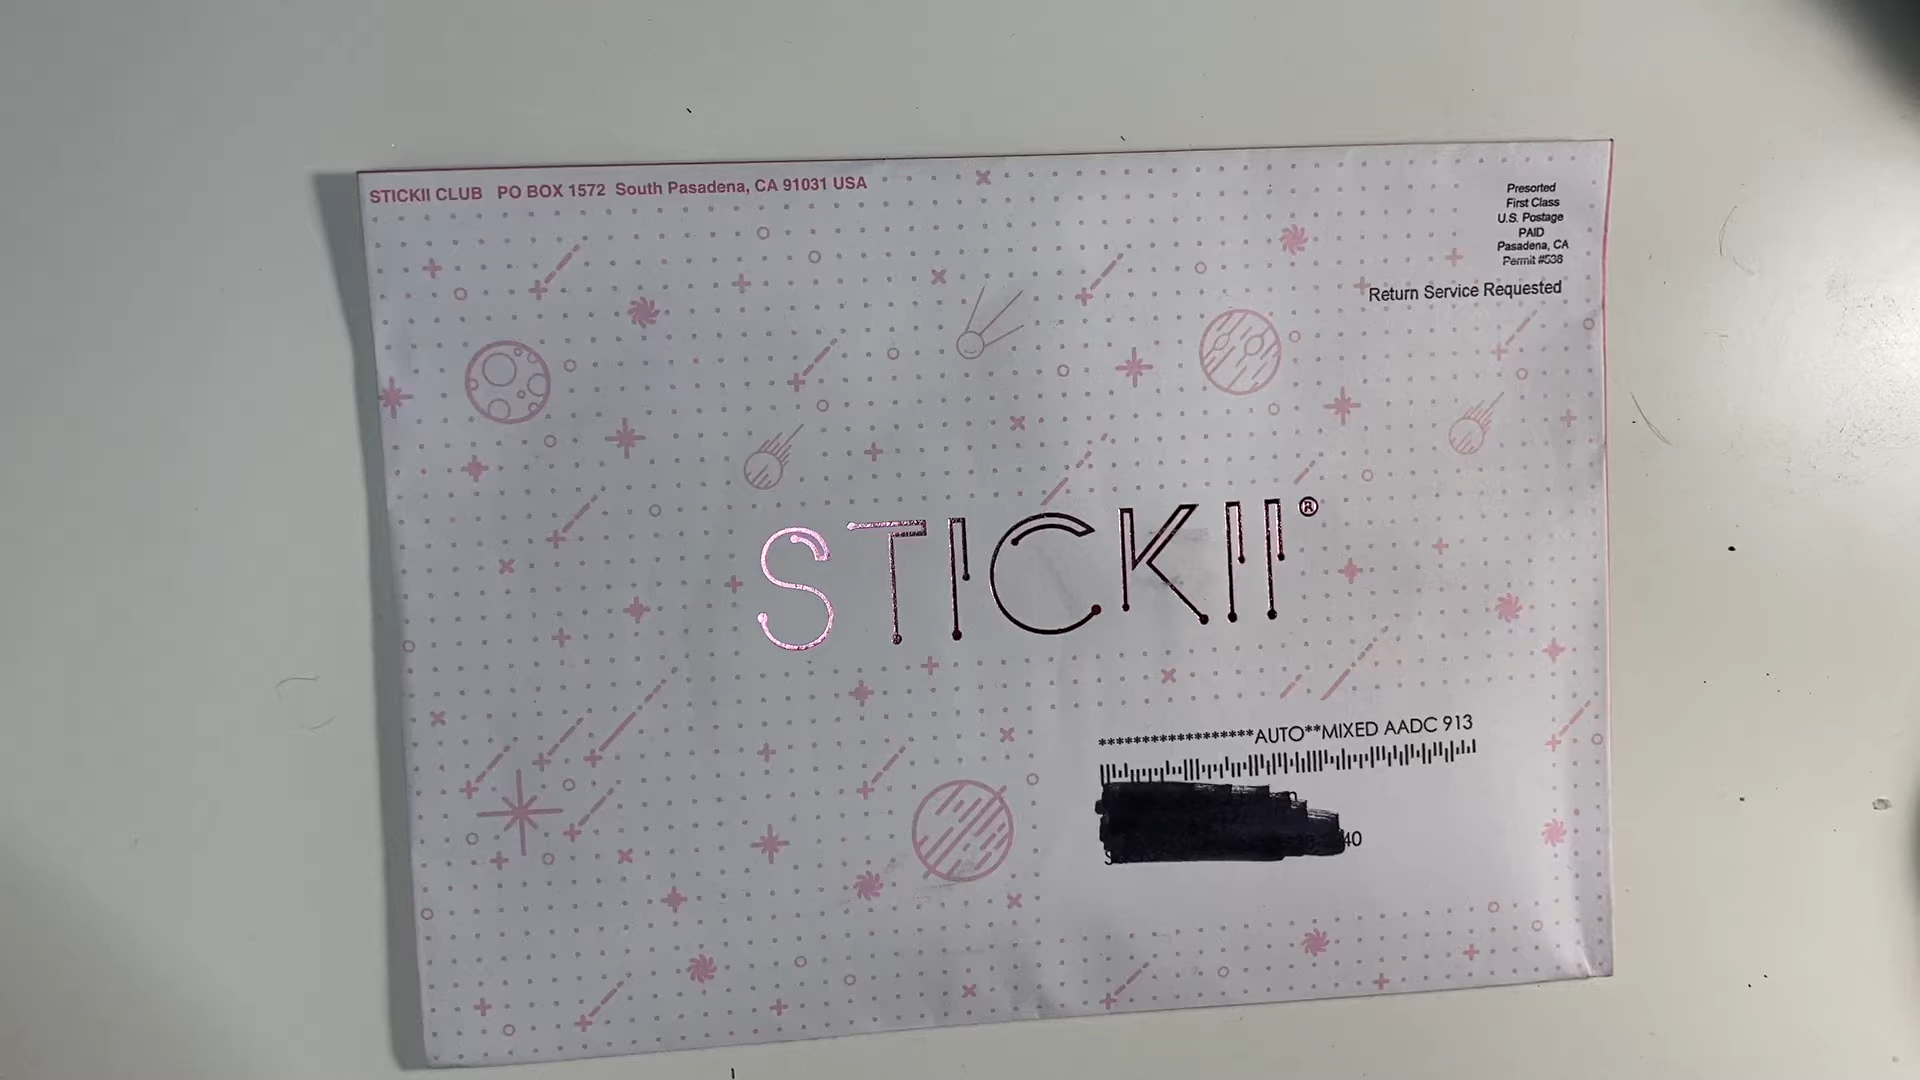 STICKII CLUB PO BOX 1572 South Pasadena, CA 91031 USA
Presorted
First Class
U.S. Postage
PAID
Pasadena, CA
Permit #538
Return Service Requested
STICKII®
******************AUTO**MIXED AADC 913
40